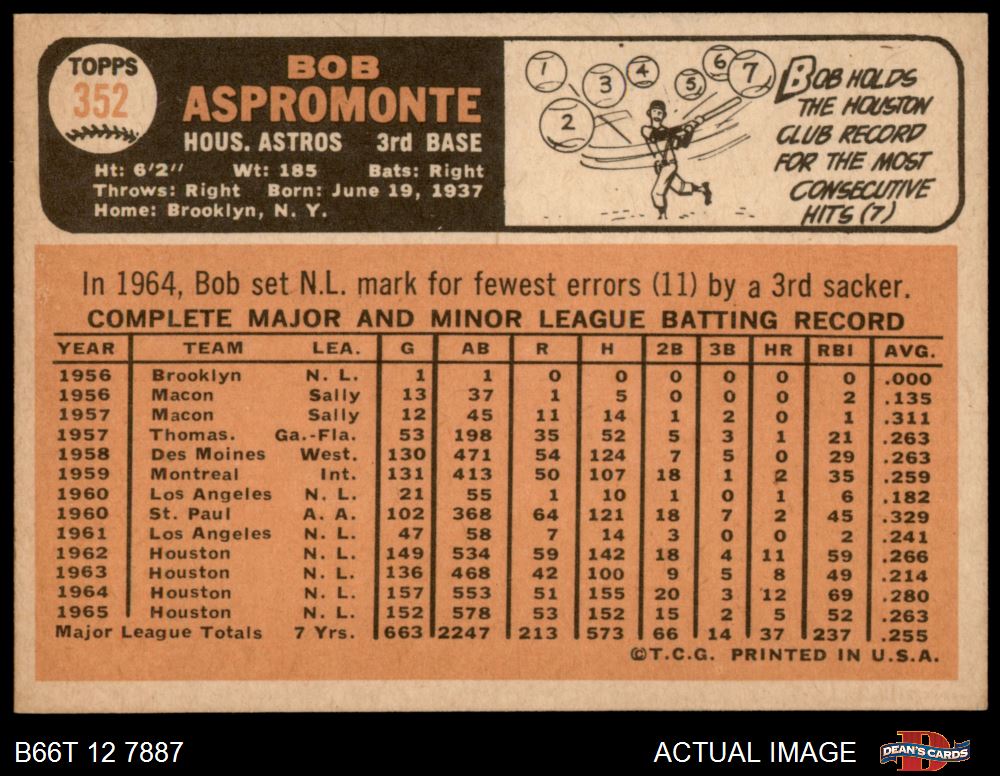 TOPPS
352
BOB
ASPROMONTE
HOUS. ASTROS 3rd BASE
Ht: 6'2" Wt: 185 Bats: Right
Throws: Right Born: June 19, 1937
Home: Brooklyn, N. Y.
1 2 3 4 5 6 7
BOB HOLDS
THE HOUSTON
CLUB RECORD
FOR THE MOST
CONSECUTIVE
HITS (7)
In 1964, Bob set N.L. mark for fewest errors (11) by a 3rd sacker.
COMPLETE MAJOR AND MINOR LEAGUE BATTING RECORD
YEAR TEAM LEA. G AB R H 2B 3B HR RBI AVG.
1956 Brooklyn N. L. 1 1 0 0 0 0 0 0 .000
1956 Macon Sally 13 37 1 5 0 0 0 2 .135
1957 Macon Sally 12 45 11 14 1 2 0 1 .311
1957 Thomas. Ga.-Fla. 53 198 35 52 5 3 1 21 .263
1958 Des Moines West. 130 471 54 124 7 5 0 29 .263
1959 Montreal Int. 131 413 50 107 18 1 2 35 .259
1960 Los Angeles N. L. 21 55 1 10 1 0 1 6 .182
1960 St. Paul A. A. 102 368 64 121 18 7 2 45 .329
1961 Los Angeles N. L. 47 58 7 14 3 0 0 2 .241
1962 Houston N. L. 149 534 59 142 18 4 11 59 .266
1963 Houston N. L. 136 468 42 100 9 5 8 49 .214
1964 Houston N. L. 157 553 51 155 20 3 12 69 .280
1965 Houston N. L. 152 578 53 152 15 2 5 52 .263
Major League Totals 7 Yrs. 663 2247 213 573 66 14 37 237 .255
©T.C.G. PRINTED IN U.S.A.
B66T 12 7887 ACTUAL IMAGE
D
DEAN'S CARDS